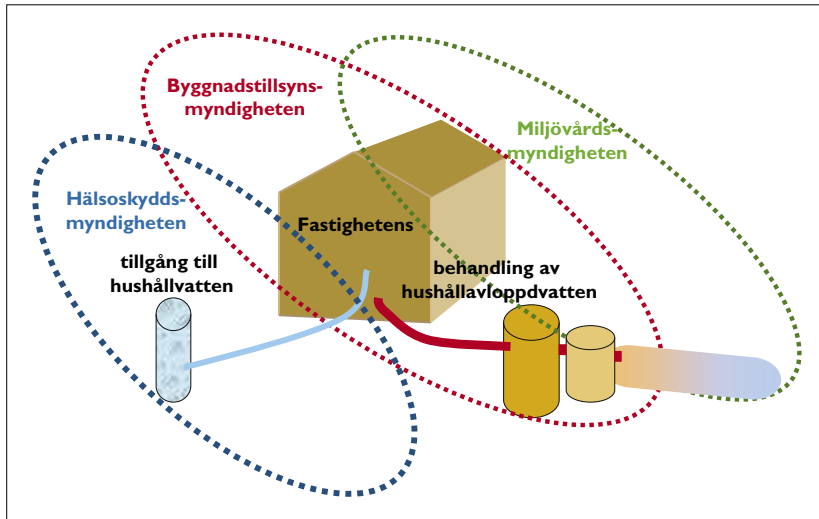 Byggnadstillsyns-
myndigheten
Miljövårds-
myndigheten
Hälsoskydds-
myndigheten
Fastighetens
tillgång till
hushållvatten
behandling av
hushållavloppdvatten